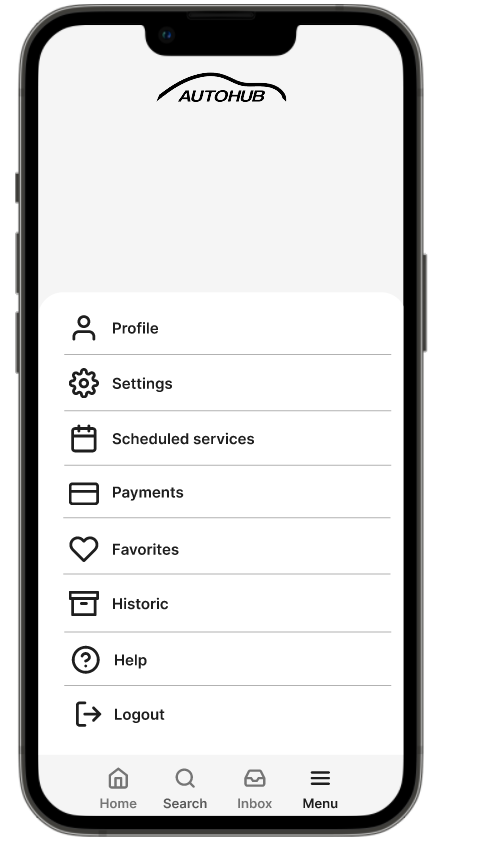 AUTOHUB
Profile
Settings
Scheduled services
Payments
Favorites
Historic
Help
Logout
Home Search Inbox Menu